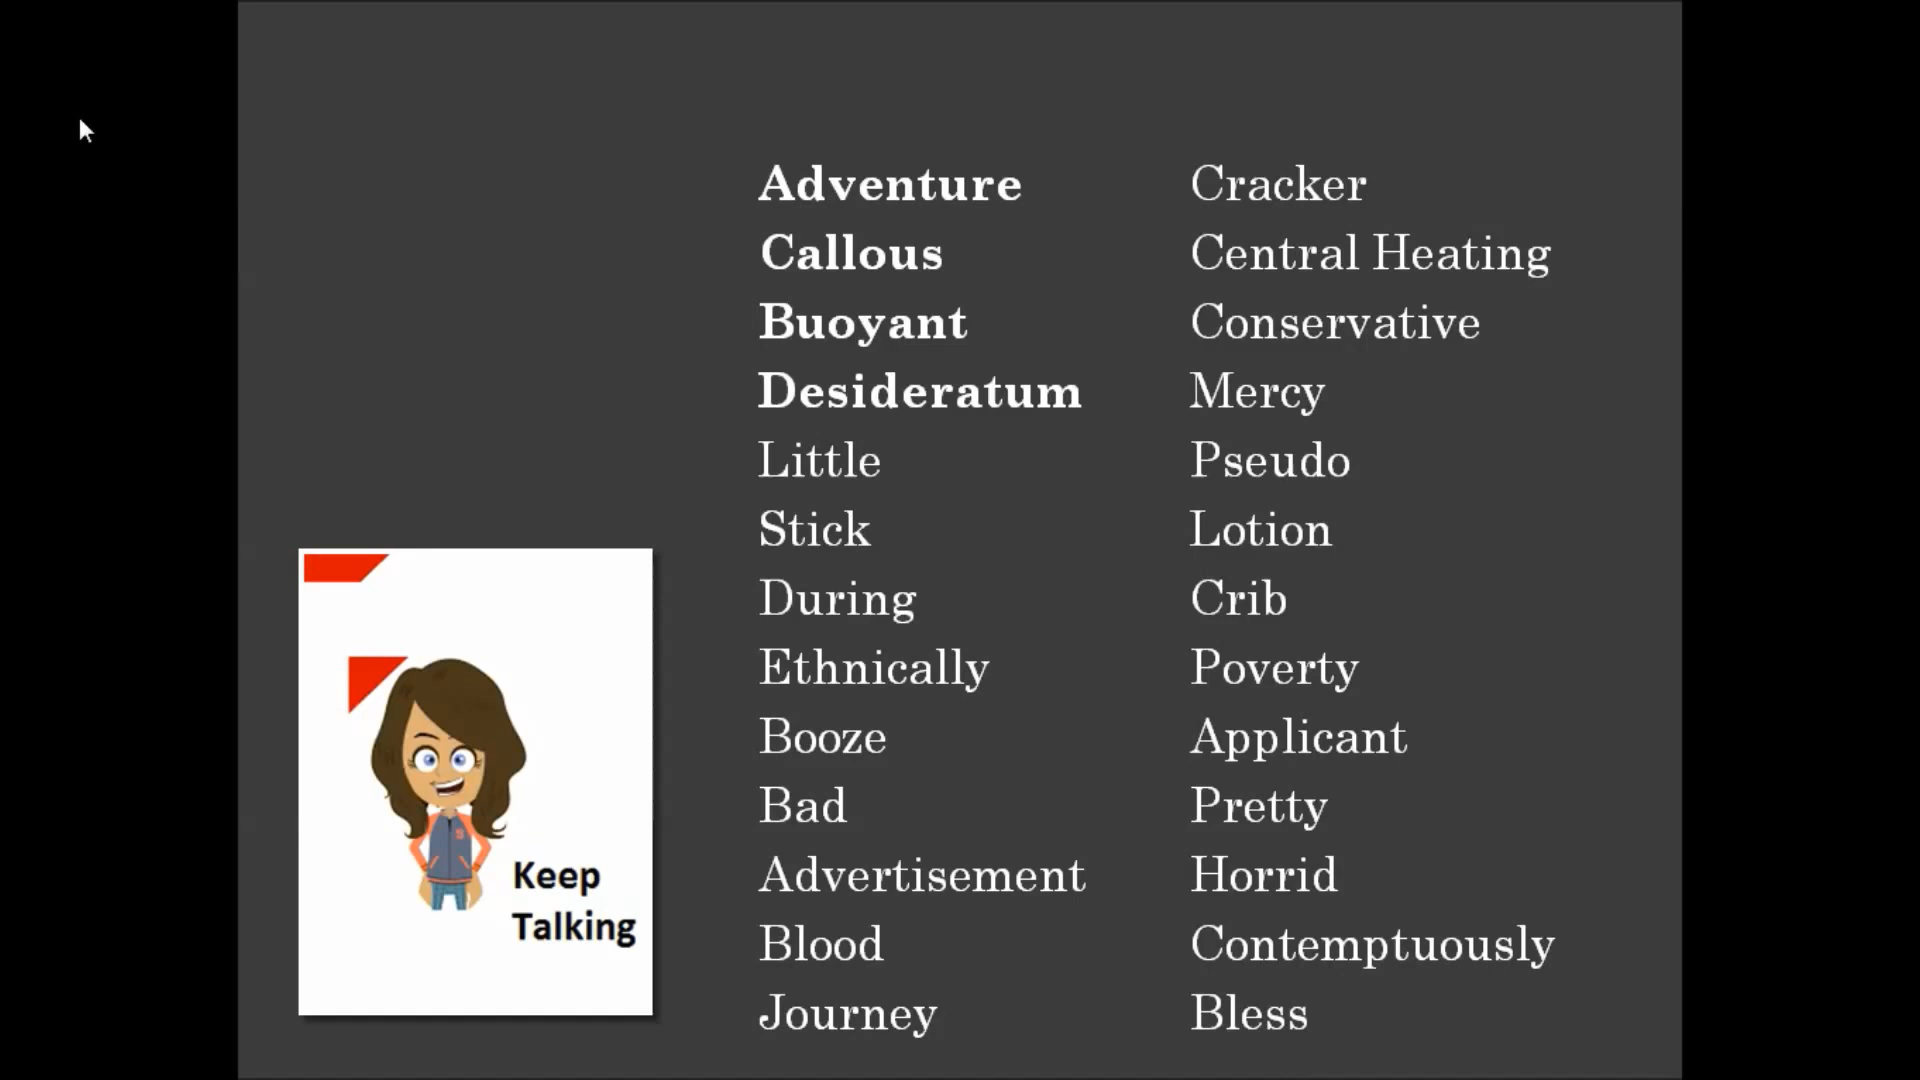 Adventure
Callous
Buoyant
Desideratum
Little
Stick
During
Ethnically
Booze
Bad
Advertisement
Blood
Journey
Cracker
Central Heating
Conservative
Mercy
Pseudo
Lotion
Crib
Poverty
Applicant
Pretty
Horrid
Contemptuously
Bless
Keep
Talking
S